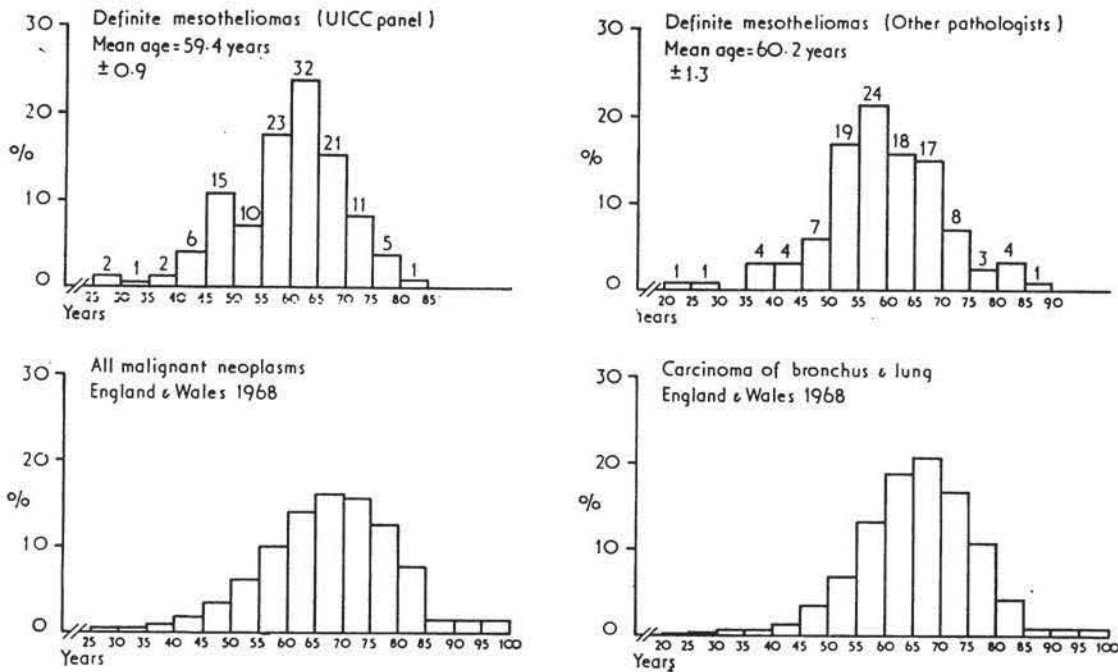 Definite mesotheliomas (UICC panel)
Mean age = 59·4 years
± 0·9
30
20
%
10
0
2 1 2 6 15 10 23 32 21 11 5 1
25 30 35 40 45 50 55 60 65 70 75 80 85
Years
Definite mesotheliomas (Other pathologists)
Mean age = 60·2 years
± 1·3
30
20
%
10
0
1 1 4 4 7 19 24 18 17 8 3 4 1
20 25 30 35 40 45 50 55 60 65 70 75 80 85 90
Years
All malignant neoplasms
England & Wales 1968
30
20
%
10
0
25 30 35 40 45 50 55 60 65 70 75 80 85 90 95 100
Years
Carcinoma of bronchus & lung
England & Wales 1968
30
20
%
10
0
20 25 30 35 40 45 50 55 60 65 70 75 80 85 90 95 100
Years